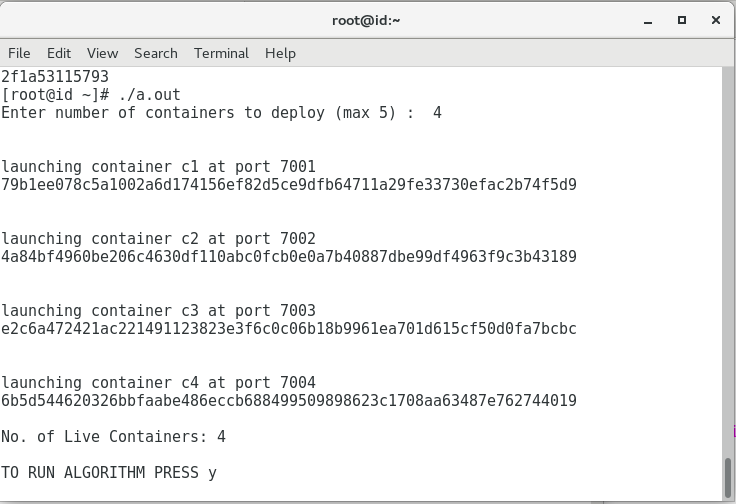 root@id:~
File Edit View Search Terminal Help
2f1a53115793
[root@id ~]# ./a.out
Enter number of containers to deploy (max 5) :  4
launching container c1 at port 7001
79b1ee078c5a1002a6d174156ef82d5ce9dfb64711a29fe33730efac2b74f5d9
launching container c2 at port 7002
4a84bf4960be206c4630df110abc0fcb0e0a7b40887dbe99df4963f9c3b43189
launching container c3 at port 7003
e2c6a472421ac221491123823e3f6c0c06b18b9961ea701d615cf50d0fa7bcbc
launching container c4 at port 7004
6b5d544620326bbfaabe486eccb688499509898623c1708aa63487e762744019
No. of Live Containers: 4
TO RUN ALGORITHM PRESS y